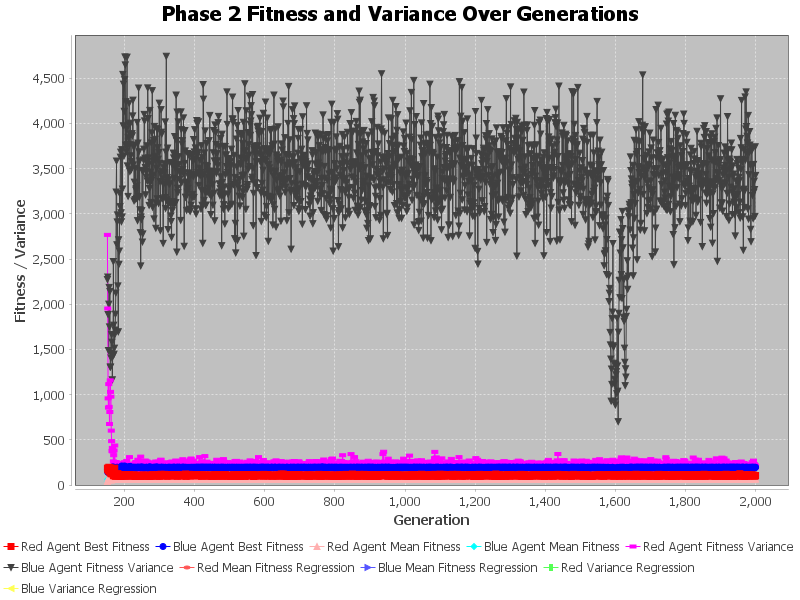 Phase 2 Fitness and Variance Over Generations
Fitness / Variance
4,500
4,000
3,500
3,000
2,500
2,000
1,500
1,000
500
0
200 400 600 800 1,000 1,200 1,400 1,600 1,800 2,000
Generation
Red Agent Best Fitness Blue Agent Best Fitness Red Agent Mean Fitness Blue Agent Mean Fitness Red Agent Fitness Variance
Blue Agent Fitness Variance Red Mean Fitness Regression Blue Mean Fitness Regression Red Variance Regression
Blue Variance Regression